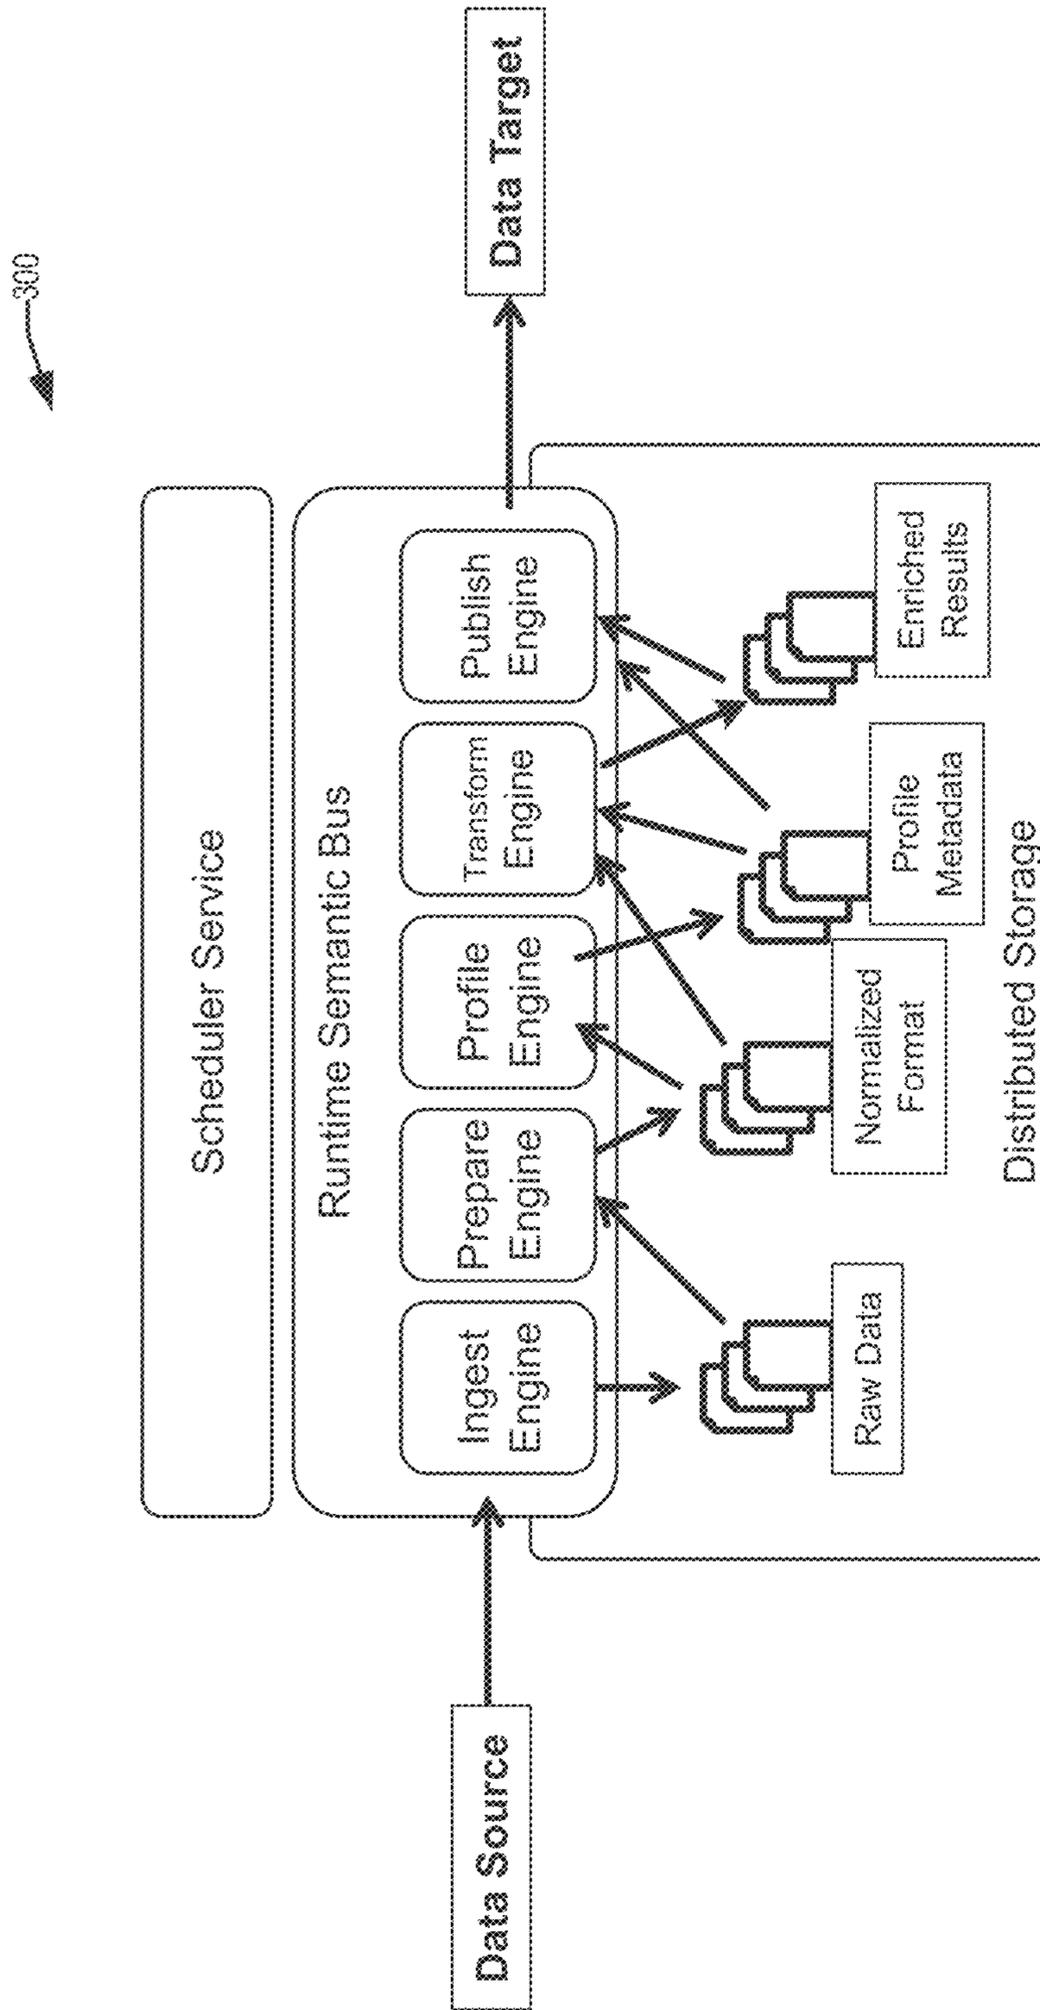 300
Scheduler Service
Runtime Semantic Bus
Data Source
Ingest
Engine
Prepare
Engine
Profile
Engine
Transform
Engine
Publish
Engine
Data Target
Raw Data
Normalized
Format
Profile
Metadata
Enriched
Results
Distributed Storage